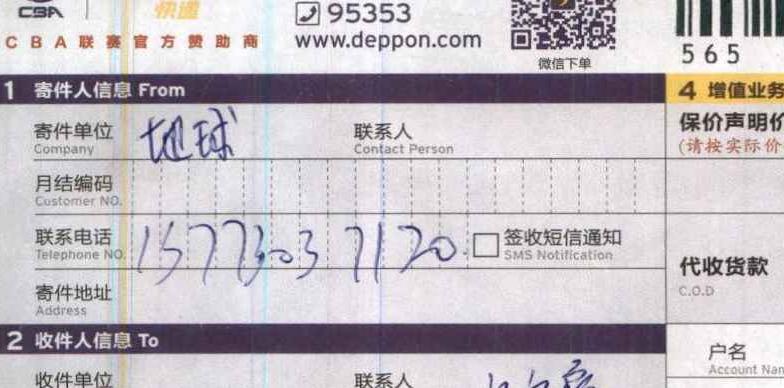 CBA 快递
CBA联赛官方赞助商
95353
www.deppon.com
微信下单
565
1 寄件人信息 From
4 增值业务
寄件单位 地球 联系人
Company Contact Person
保价声明价
(请按实际价
月结编码
Customer NO.
联系电话 15773037120 签收短信通知
Telephone NO. SMS Notification
代收货款
C.O.D
寄件地址
Address
2 收件人信息 To
户名
Account Nam
收件单位 联系人